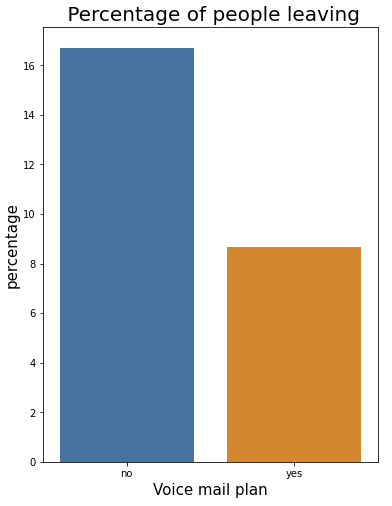 Percentage of people leaving
16
14
12
10
8
6
4
2
0
percentage
no yes
Voice mail plan